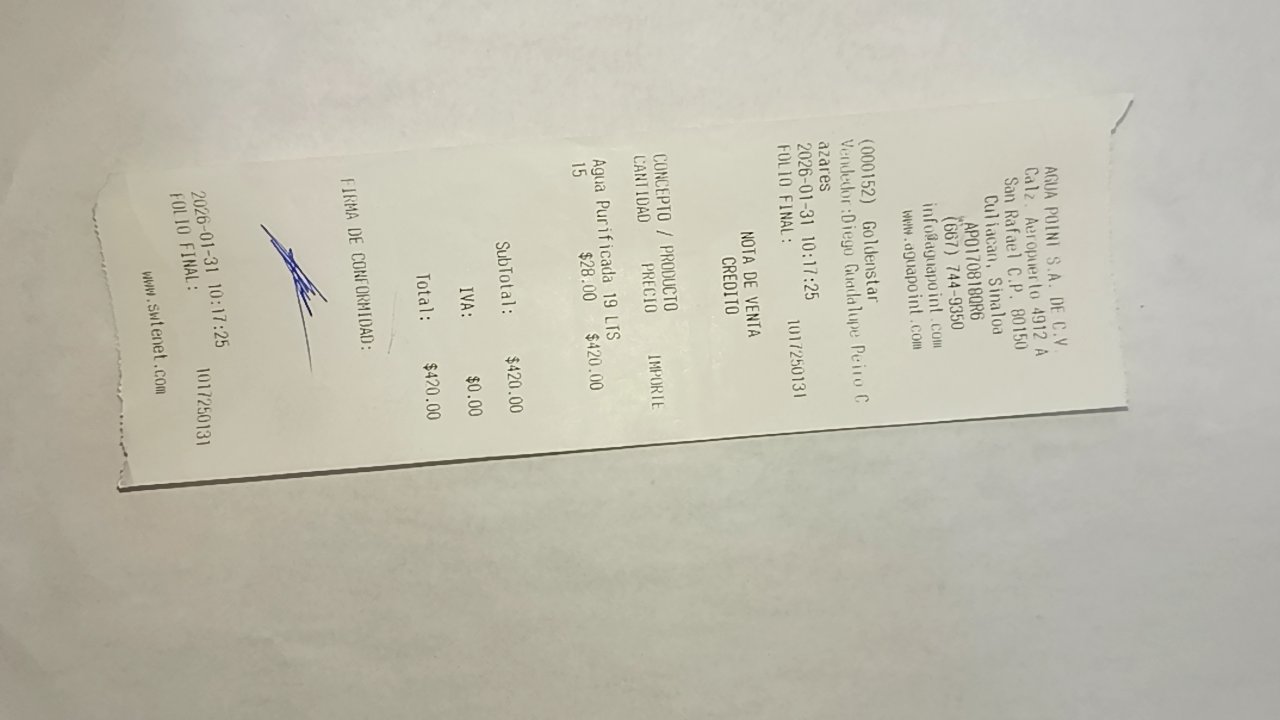 AGUA POINT S.A. DE C.V.
Calz. Aeropuerto 4912 A
San Rafael C.P. 80150
Culiacan, Sinaloa
APO170818QR6
(667) 744-9350
info@aguapoint.com
www.aguapoint.com
(000152) Goldenstar
Vendedor:Diego Guadalupe Peiro C
azares
2026-01-31 10:17:25
FOLIO FINAL: 1017250131
NOTA DE VENTA
CREDITO
CONCEPTO / PRODUCTO
CANTIDAD PRECIO IMPORTE
Agua Purificada 19 LTS
15 $28.00 $420.00
SubTotal: $420.00
IVA: $0.00
Total: $420.00
FIRMA DE CONFORMIDAD:
2026-01-31 10:17:25
FOLIO FINAL: 1017250131
www.swtenet.com